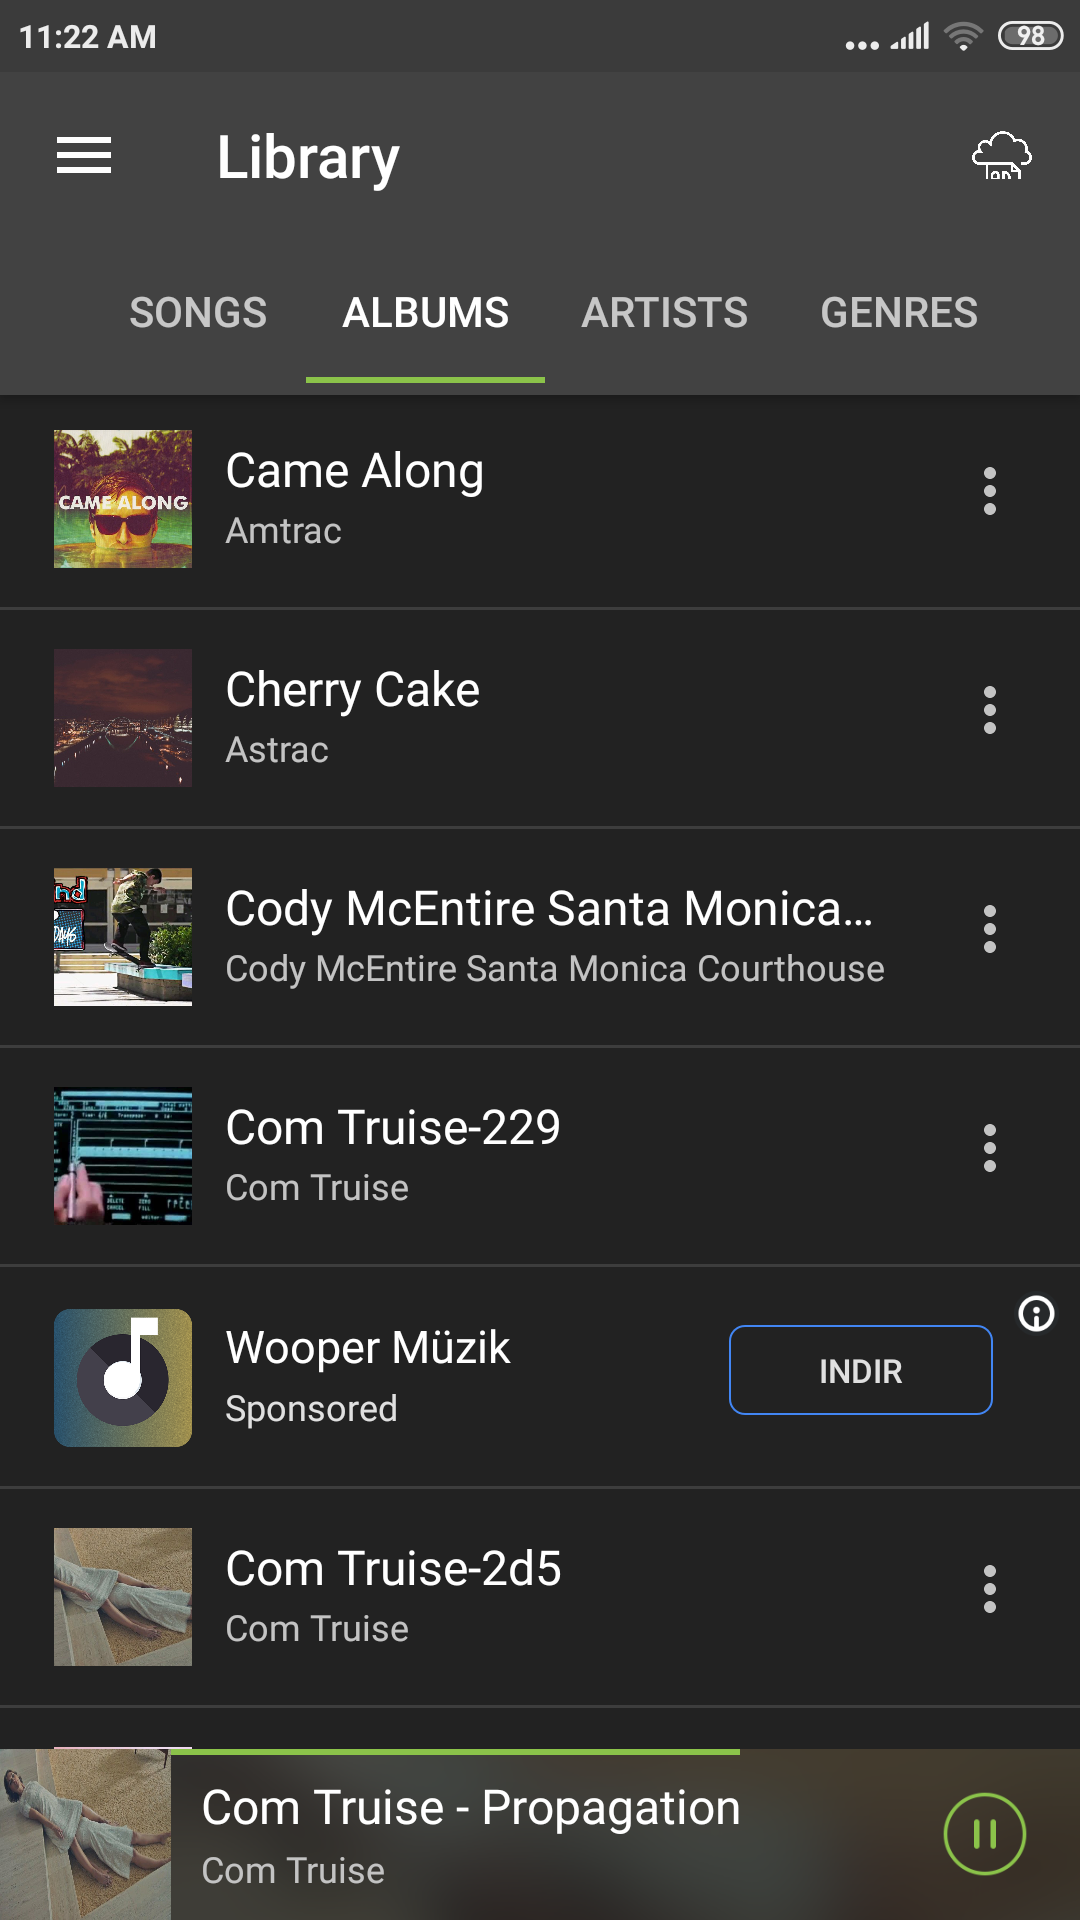 11:22 AM
98
Library
SONGS ALBUMS ARTISTS GENRES
CAME ALONG
Came Along
Amtrac
Cherry Cake
Astrac
Cody McEntire Santa Monica...
Cody McEntire Santa Monica Courthouse
Com Truise-229
Com Truise
Wooper Müzik
Sponsored
INDIR
Com Truise-2d5
Com Truise
Com Truise - Propagation
Com Truise